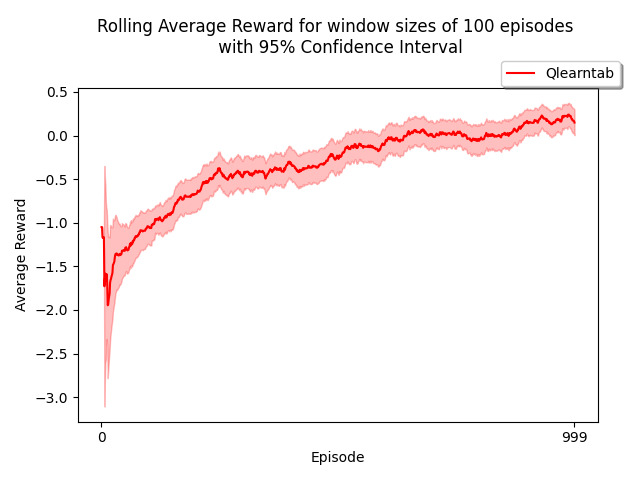 Rolling Average Reward for window sizes of 100 episodes
with 95% Confidence Interval
Qlearntab
0.5
0.0
−0.5
−1.0
−1.5
−2.0
−2.5
−3.0
Average Reward
0 999
Episode